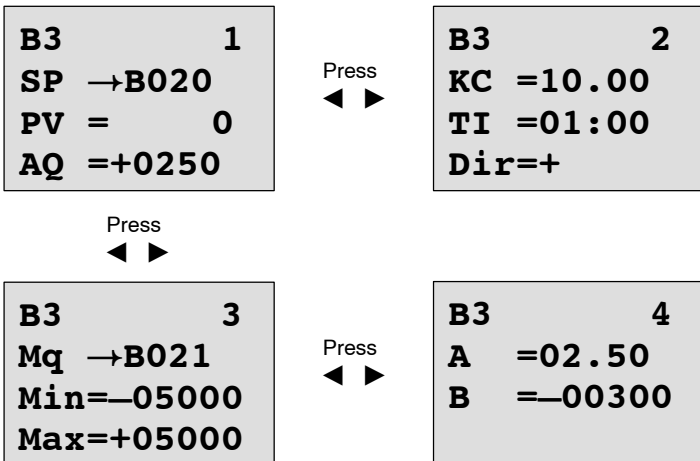 B3 1
SP →B020
PV = 0
AQ =+0250
Press
◄ ►
B3 2
KC =10.00
TI =01:00
Dir=+
Press
◄ ►
B3 3
Mq →B021
Min=–05000
Max=+05000
Press
◄ ►
B3 4
A =02.50
B =–00300